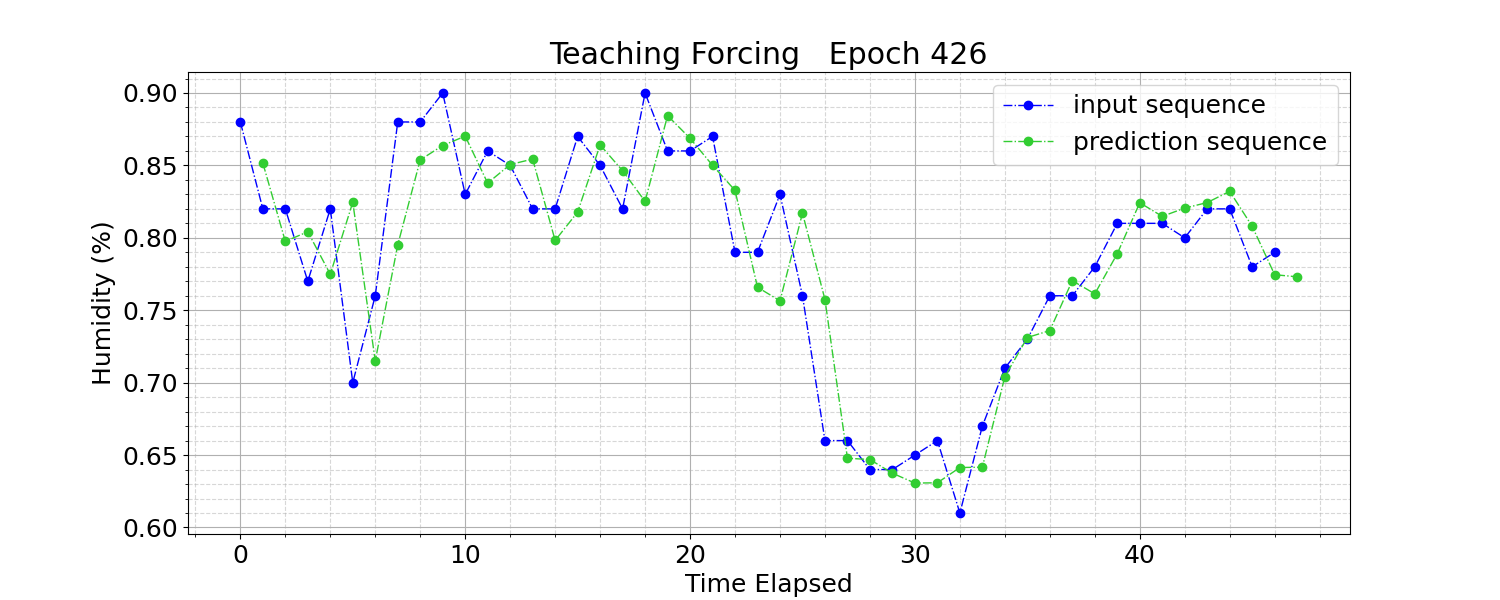 Teaching Forcing   Epoch 426
input sequence
prediction sequence
Humidity (%)
0.90
0.85
0.80
0.75
0.70
0.65
0.60
0 10 20 30 40
Time Elapsed